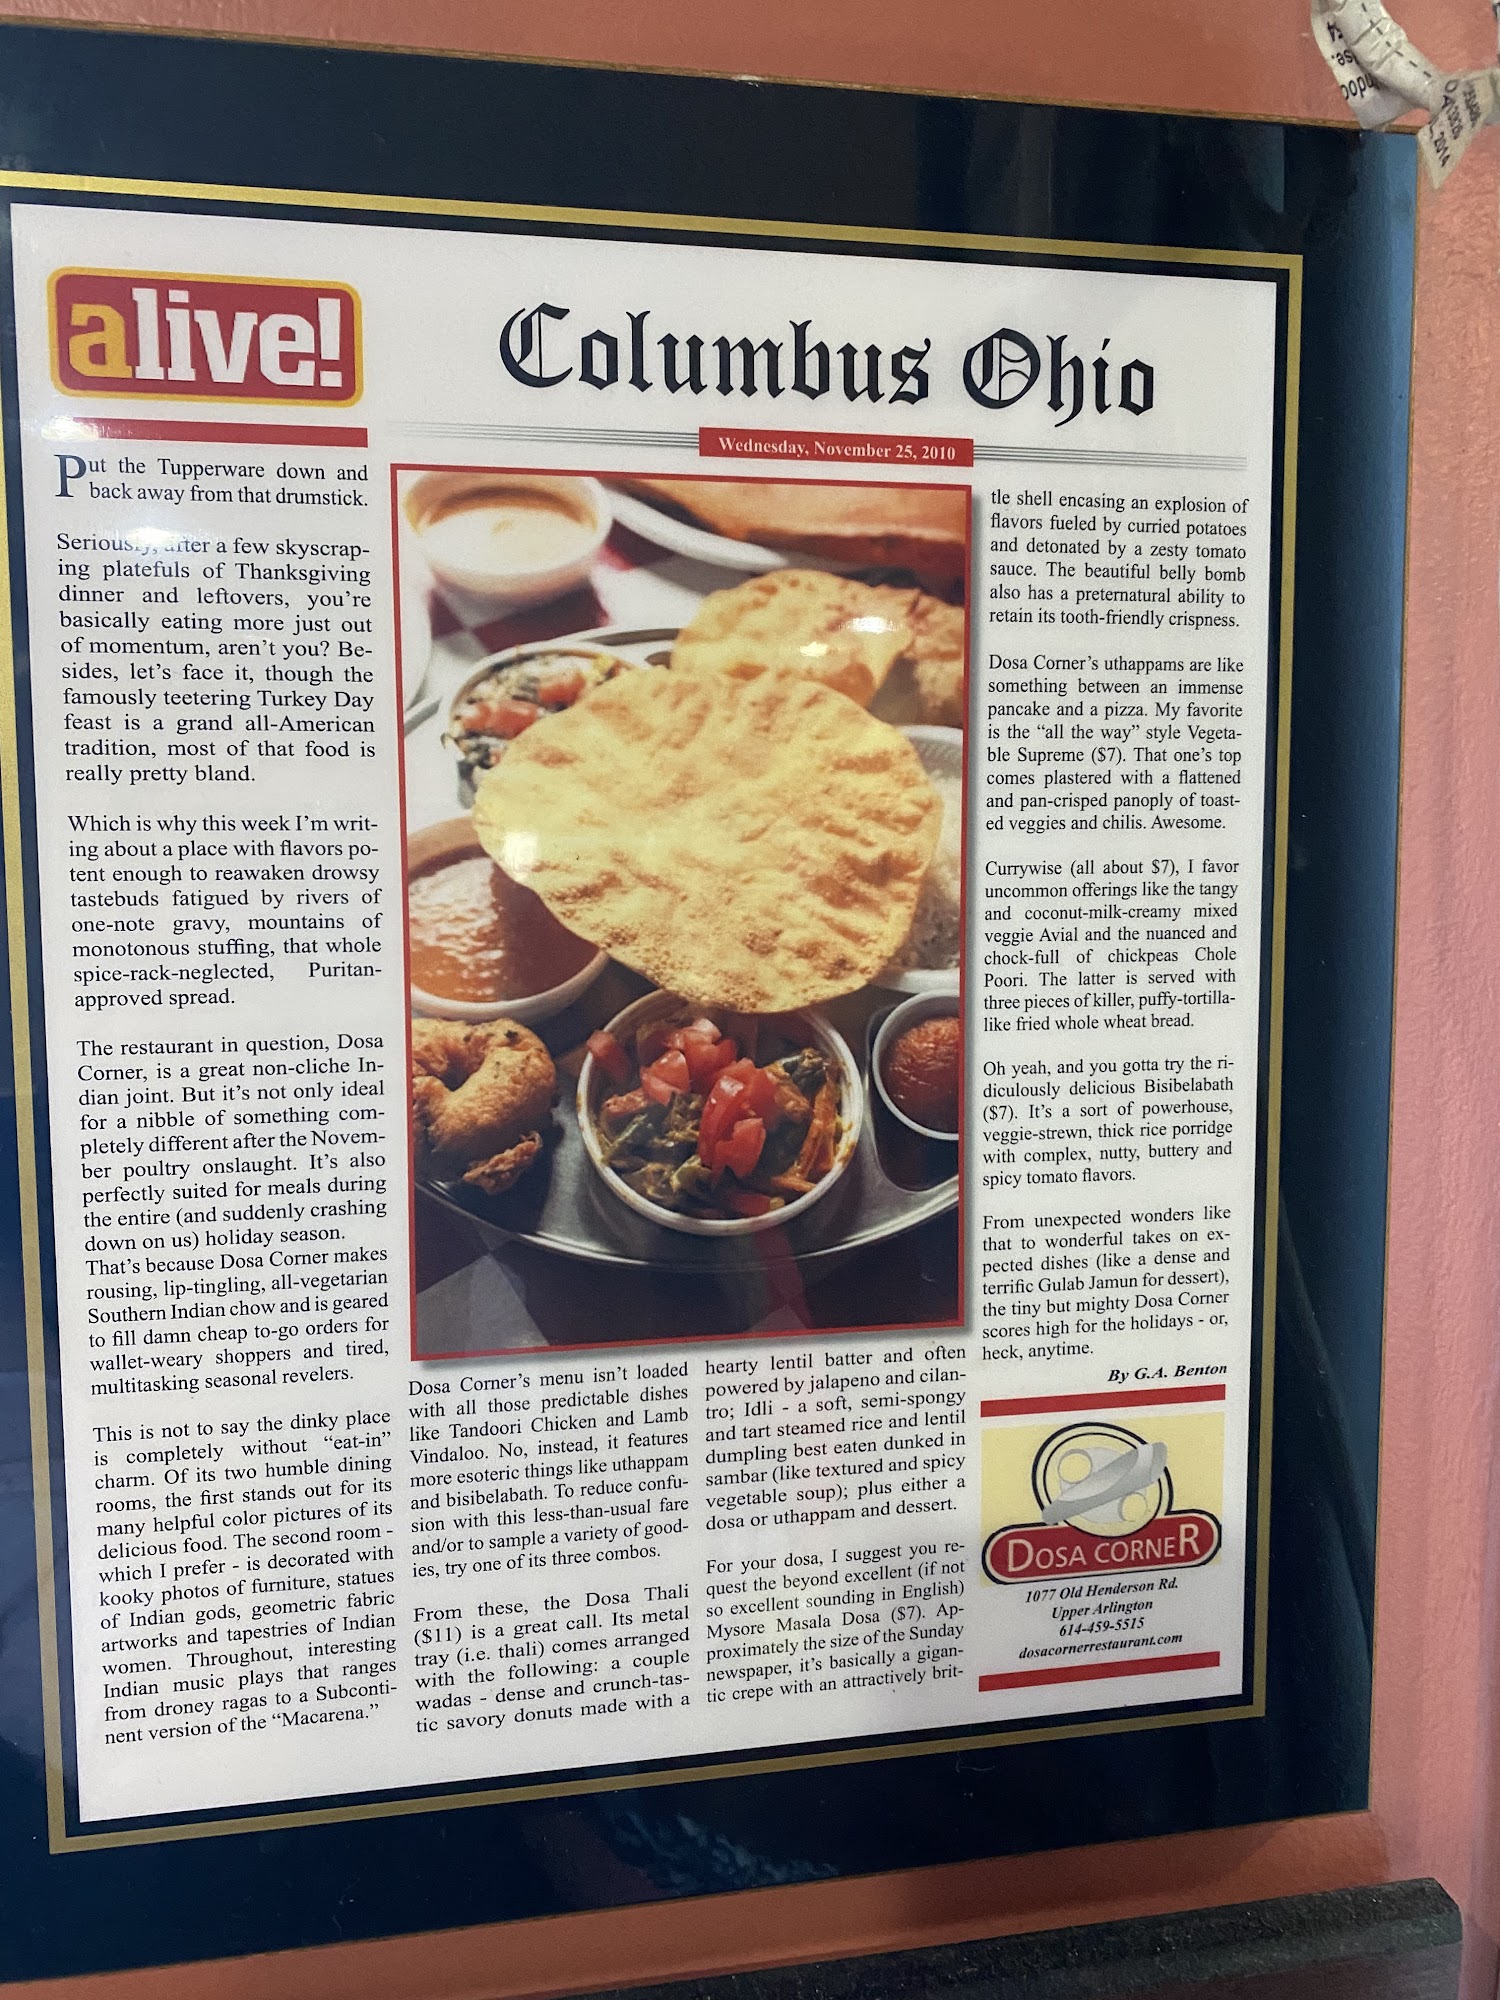 alive!
Columbus Ohio
Wednesday, November 25, 2010
Put the Tupperware down and
back away from that drumstick.
Seriously, after a few skyscrap-
ing platefuls of Thanksgiving
dinner and leftovers, you're
basically eating more just out
of momentum, aren't you? Be-
sides, let's face it, though the
famously teetering Turkey Day
feast is a grand all-American
tradition, most of that food is
really pretty bland.
Which is why this week I'm writ-
ing about a place with flavors po-
tent enough to reawaken drowsy
tastebuds fatigued by rivers of
one-note gravy, mountains of
monotonous stuffing, that whole
spice-rack-neglected, Puritan-
approved spread.
The restaurant in question, Dosa
Corner, is a great non-cliche In-
dian joint. But it's not only ideal
for a nibble of something com-
pletely different after the Novem-
ber poultry onslaught. It's also
perfectly suited for meals during
the entire (and suddenly crashing
down on us) holiday season.
That's because Dosa Corner makes
rousing, lip-tingling, all-vegetarian
Southern Indian chow and is geared
to fill damn cheap to-go orders for
wallet-weary shoppers and tired,
multitasking seasonal revelers.
This is not to say the dinky place
is completely without "eat-in"
charm. Of its two humble dining
rooms, the first stands out for its
many helpful color pictures of its
delicious food. The second room -
which I prefer - is decorated with
kooky photos of furniture, statues
of Indian gods, geometric fabric
artworks and tapestries of Indian
women. Throughout, interesting
Indian music plays that ranges
from droney ragas to a Subconti-
nent version of the "Macarena."
Dosa Corner's menu isn't loaded
with all those predictable dishes
like Tandoori Chicken and Lamb
Vindaloo. No, instead, it features
more esoteric things like uthappam
and bisibelabath. To reduce confu-
sion with this less-than-usual fare
and/or to sample a variety of good-
ies, try one of its three combos.
From these, the Dosa Thali
($11) is a great call. Its metal
tray (i.e. thali) comes arranged
with the following: a couple
wadas - dense and crunch-tas-
tic savory donuts made with a
hearty lentil batter and often
powered by jalapeno and cilan-
tro; Idli - a soft, semi-spongy
and tart steamed rice and lentil
dumpling best eaten dunked in
sambar (like textured and spicy
vegetable soup); plus either a
dosa or uthappam and dessert.
For your dosa, I suggest you re-
quest the beyond excellent (if not
so excellent sounding in English)
Mysore Masala Dosa ($7). Ap-
proximately the size of the Sunday
newspaper, it's basically a gigan-
tic crepe with an attractively brit-
tle shell encasing an explosion of
flavors fueled by curried potatoes
and detonated by a zesty tomato
sauce. The beautiful belly bomb
also has a preternatural ability to
retain its tooth-friendly crispness.
Dosa Corner's uthappams are like
something between an immense
pancake and a pizza. My favorite
is the "all the way" style Vegeta-
ble Supreme ($7). That one's top
comes plastered with a flattened
and pan-crisped panoply of toast-
ed veggies and chilis. Awesome.
Currywise (all about $7), I favor
uncommon offerings like the tangy
and coconut-milk-creamy mixed
veggie Avial and the nuanced and
chock-full of chickpeas Chole
Poori. The latter is served with
three pieces of killer, puffy-tortilla-
like fried whole wheat bread.
Oh yeah, and you gotta try the ri-
diculously delicious Bisibelabath
($7). It's a sort of powerhouse,
veggie-strewn, thick rice porridge
with complex, nutty, buttery and
spicy tomato flavors.
From unexpected wonders like
that to wonderful takes on ex-
pected dishes (like a dense and
terrific Gulab Jamun for dessert),
the tiny but mighty Dosa Corner
scores high for the holidays - or,
heck, anytime.
By G.A. Benton
DOSA CORNER
1077 Old Henderson Rd.
Upper Arlington
614-459-5515
dosacornerrestaurant.com
2014